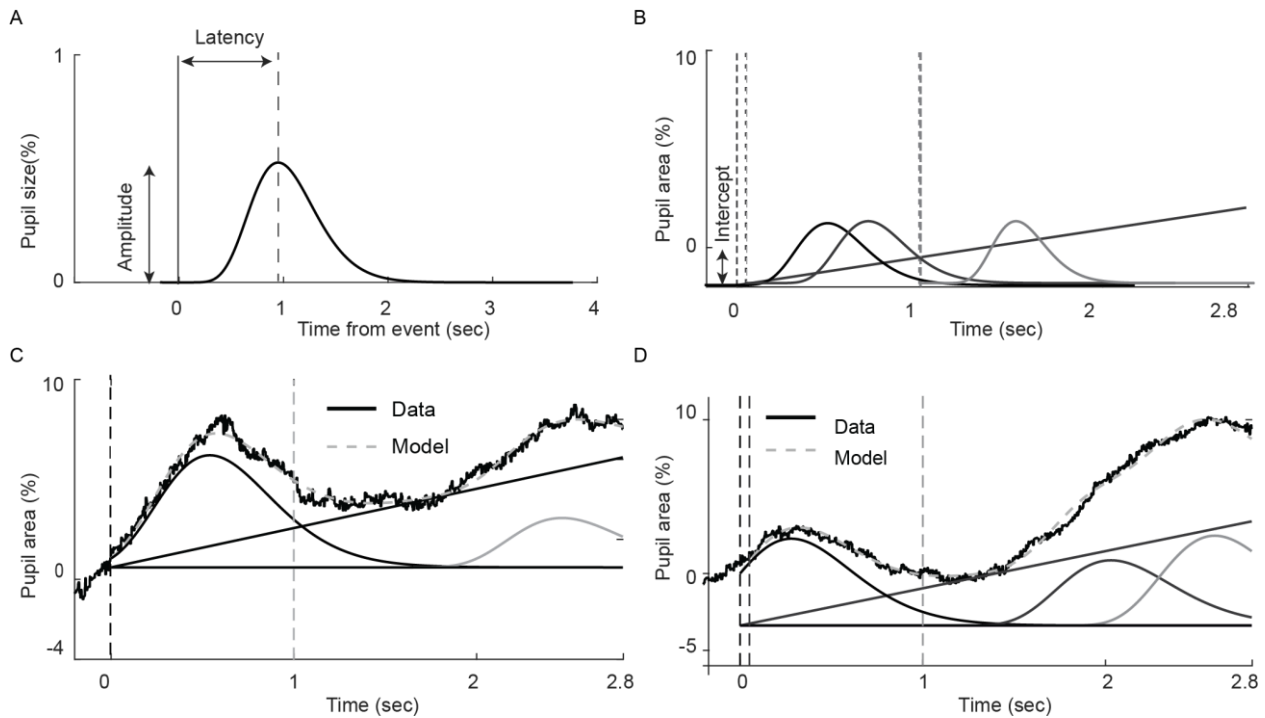 A
Latency
1
Pupil size(%)
Amplitude
0
0
1
2
3
4
Time from event (sec)
B
10
Pupil area (%)
Intercept
0
0
1
2
2.8
Time (sec)
C
10
Data
Model
Pupil area (%)
0
-4
0
1
2
2.8
Time (sec)
D
10
Data
Model
Pupil area (%)
0
-5
0
1
2
2.8
Time (sec)